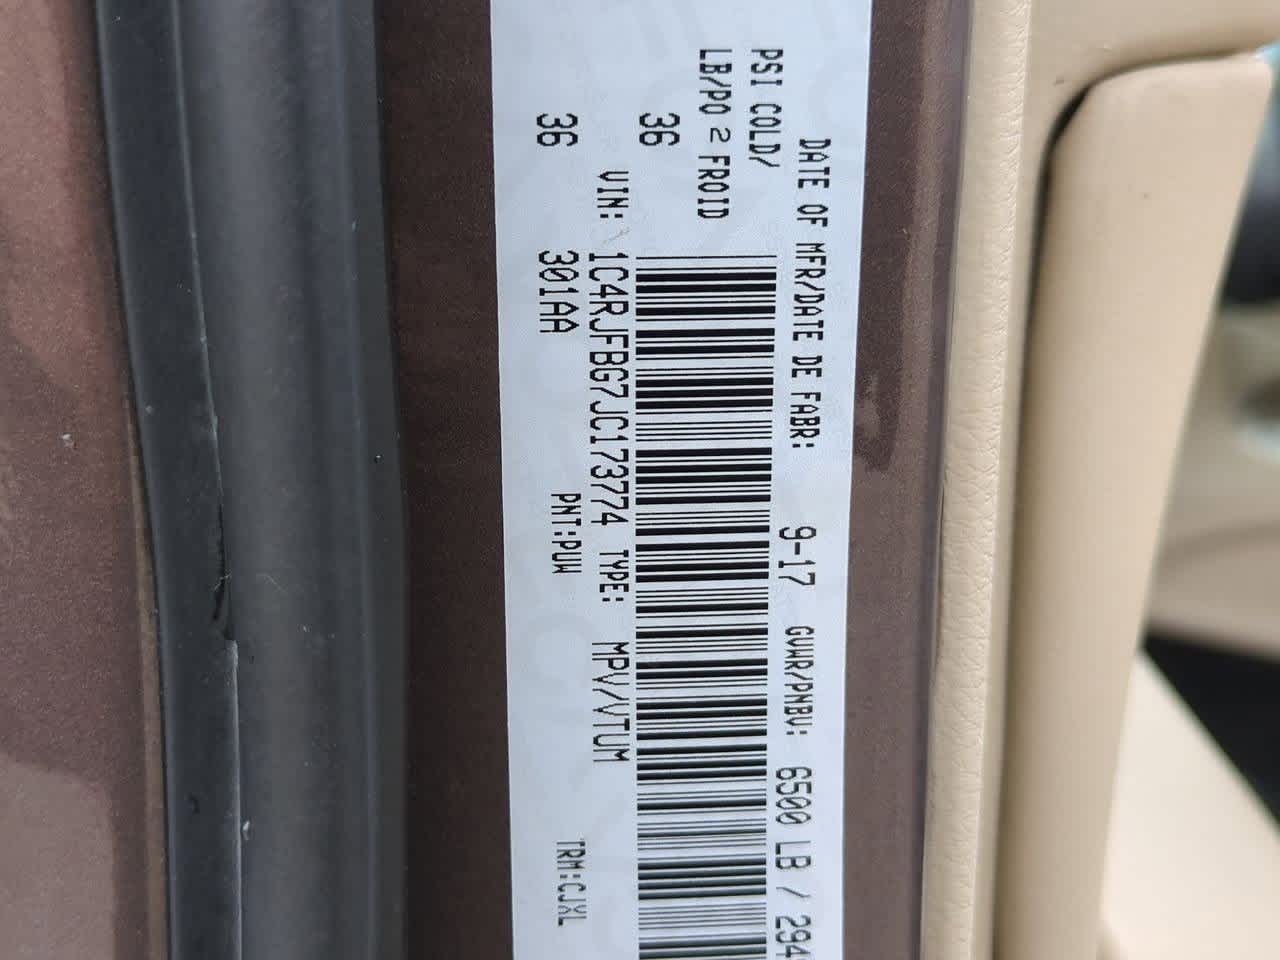 DATE OF MFR/DATE DE FABR: 9-17 GVWR/PNBV: 6500 LB / 294
PSI COLD/
LB/PO 2 FROID
36
VIN: 1C4RJFBG7JC173774 TYPE: MPV/VTUM
36 301AA PNT:PUW TRM:CJXL